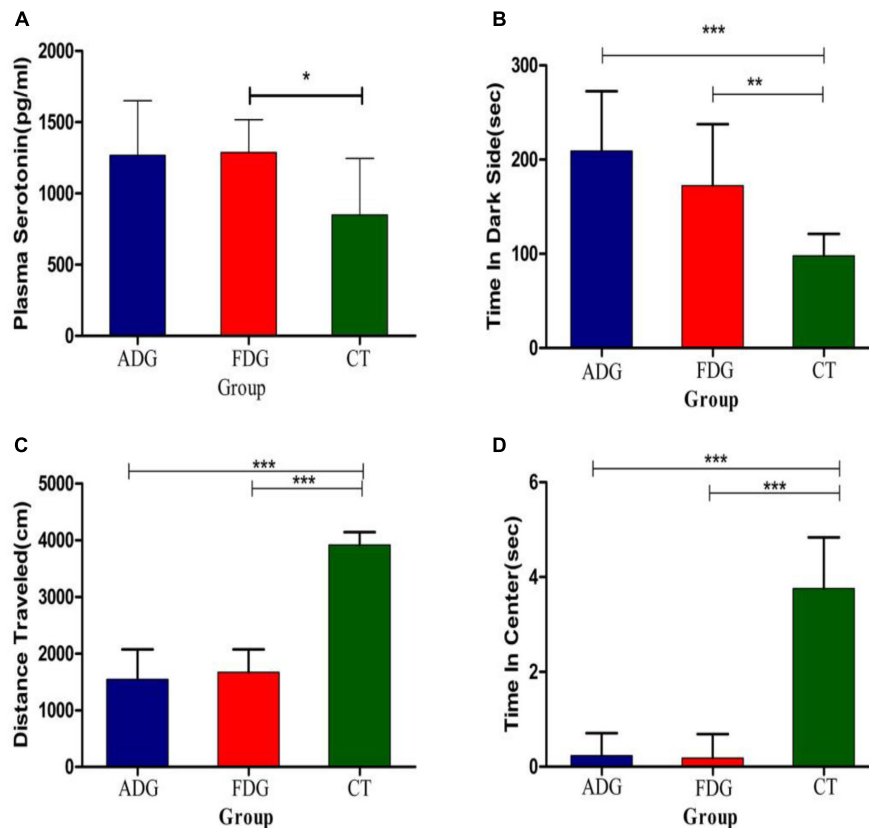 A
Plasma Serotonin(pg/ml)
2000
1500
1000
500
0
*
ADG FDG CT
Group
B
Time In Dark Side(sec)
300
200
100
0
***
**
ADG FDG CT
Group
C
Distance Traveled(cm)
5000
4000
3000
2000
1000
0
***
***
ADG FDG CT
Group
D
Time In Center(sec)
6
4
2
0
***
***
ADG FDG CT
Group